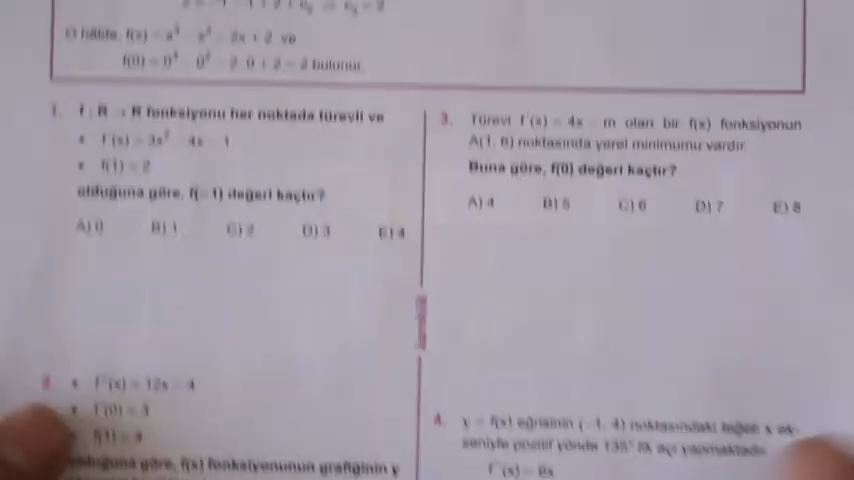 O hâlde, f(x) = x³ - x² - 2x + 2 ve
f(0) = 0³ - 0² - 2.0 + 2 = 2 bulunur.
1. f : R → R fonksiyonu her noktada türevli ve
f'(x) = 3x² - 4x - 1
f(1) = 2
olduğuna göre, f(-1) değeri kaçtır?
A) 0 B) 1 C) 2 D) 3 E) 4
2. f''(x) = 12x - 4
f'(0) = 3
f(1) =
olduğuna göre, f(x) fonksiyonunun grafiğinin y
3. Türevi f'(x) = 4x - m olan bir f(x) fonksiyonun
A(1, 6) noktasında yerel minimumu vardır.
Buna göre, f(0) değeri kaçtır?
A) 4 B) 5 C) 6 D) 7 E) 8
4. y = f(x) eğrisinin (-1, 4) noktasındaki teğeti x ek-
seniyle pozitif yönde 135° lik açı yapmaktadır.
f''(x) = 6x